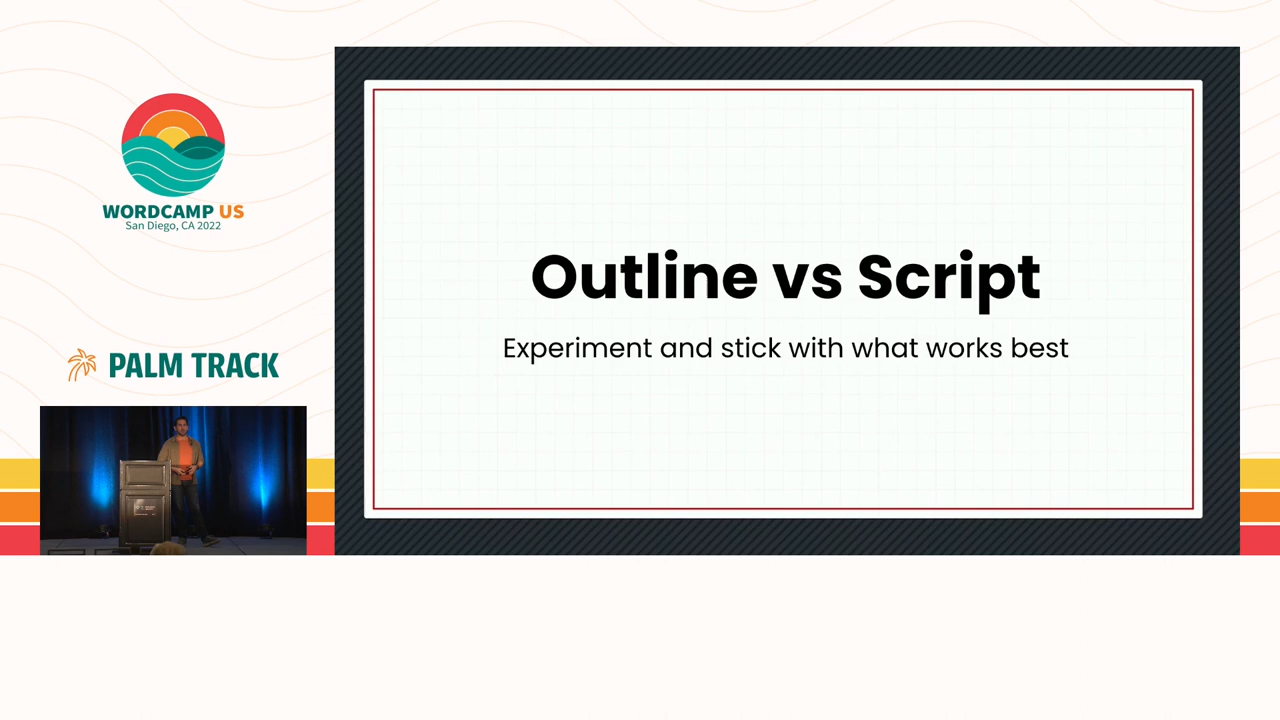 WORDCAMP US
San Diego, CA 2022
PALM TRACK
Outline vs Script
Experiment and stick with what works best